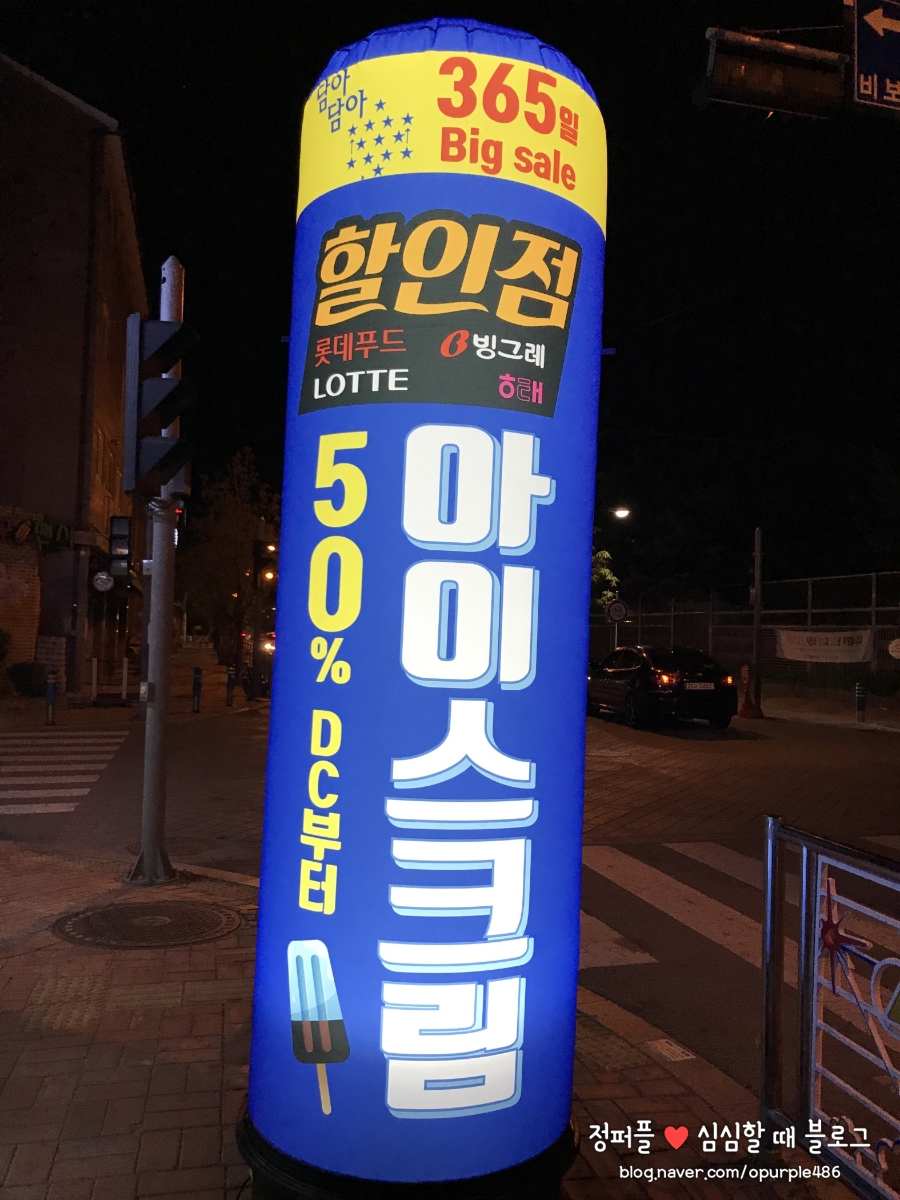 담아
담아
365일
Big sale
할인점
롯데푸드 빙그레
LOTTE 해태
아이스크림
50% DC부터
비보
정퍼플 ♥ 심심할 때 블로그
blog.naver.com/opurple486